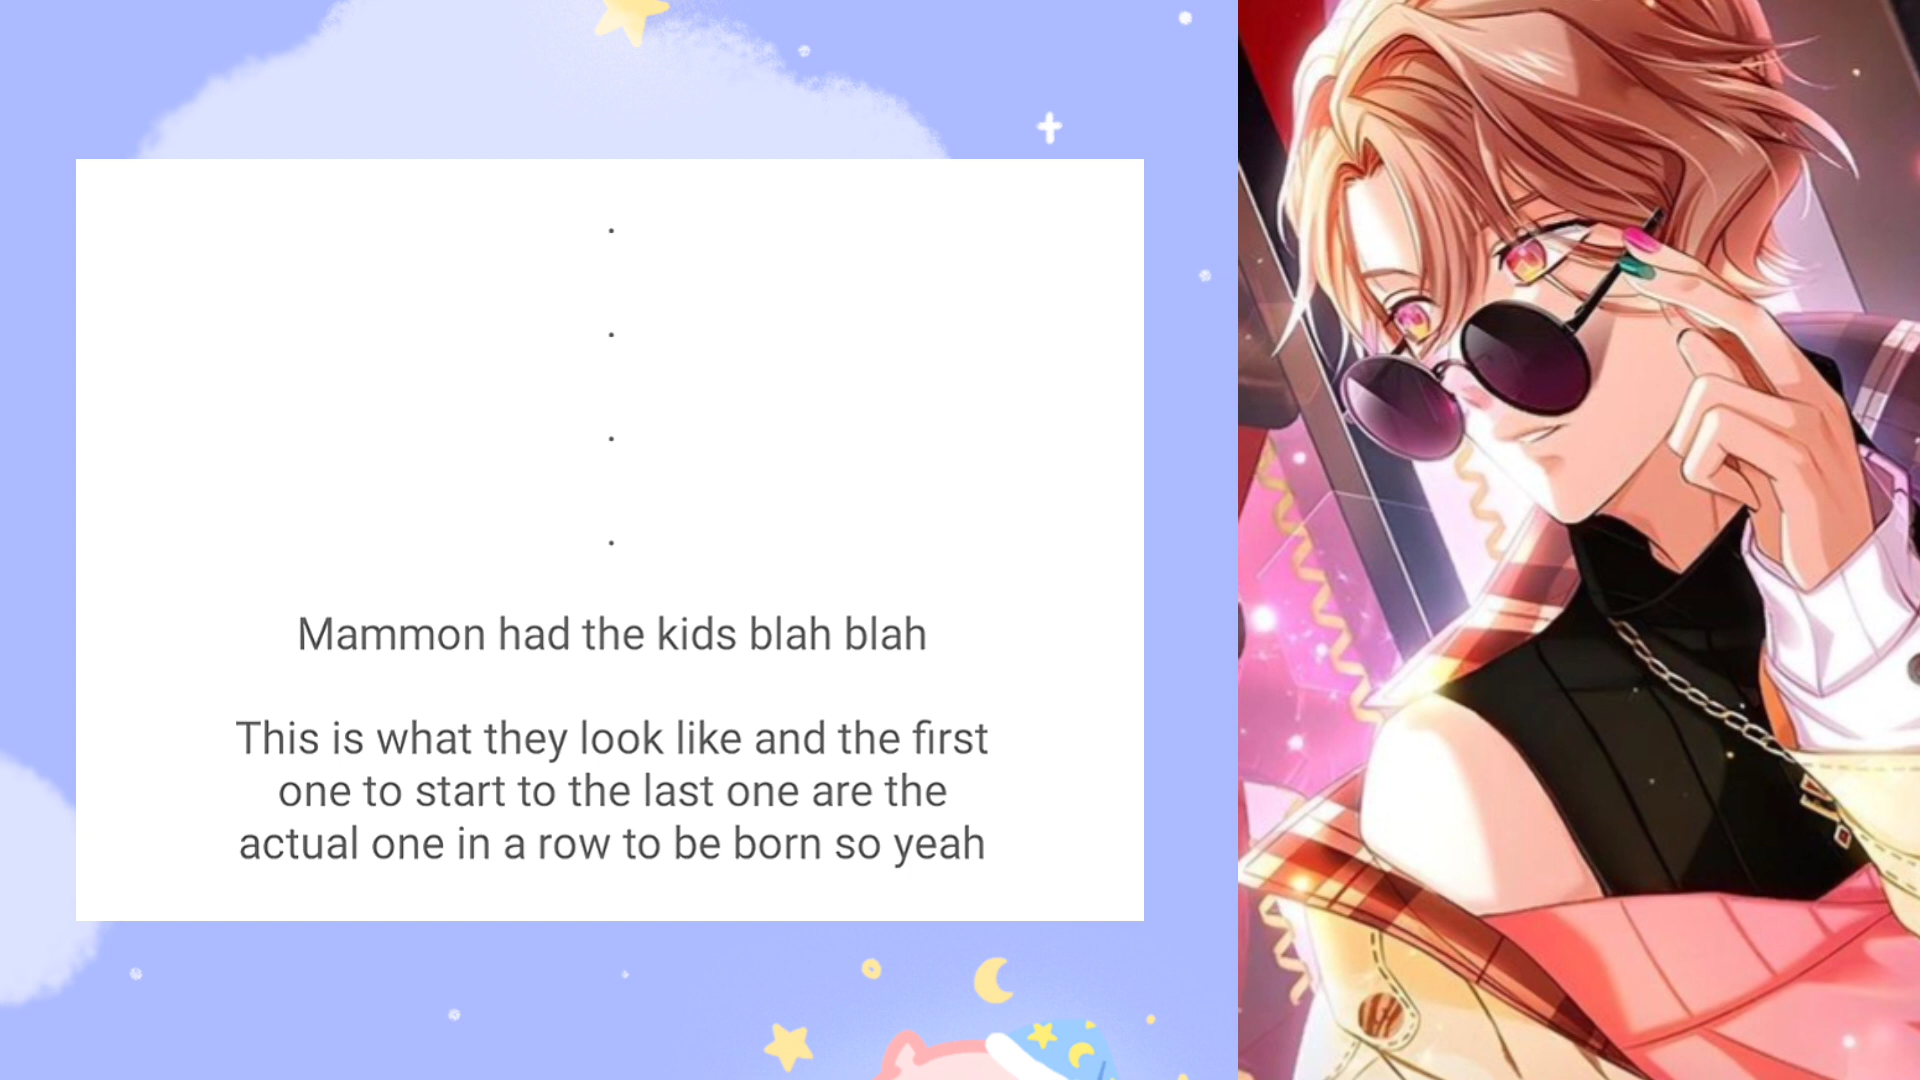 .
.
.
.
Mammon had the kids blah blah
This is what they look like and the first
one to start to the last one are the
actual one in a row to be born so yeah